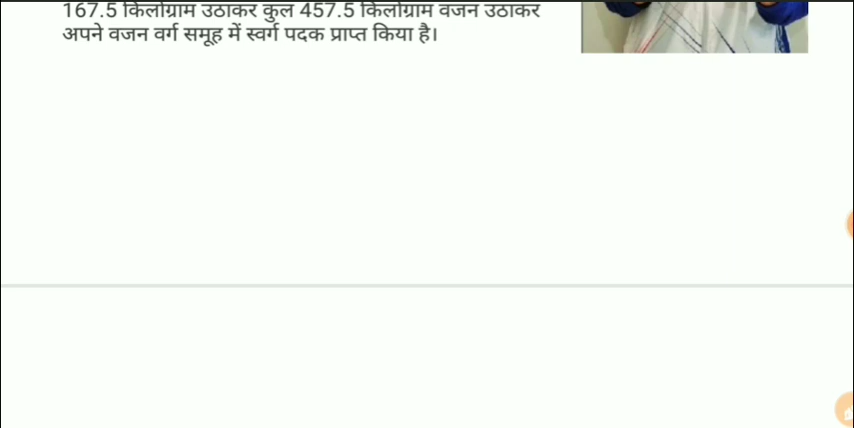 167.5 किलोग्राम उठाकर कुल 457.5 किलोग्राम वजन उठाकर
अपने वजन वर्ग समूह में स्वर्ग पदक प्राप्त किया है।